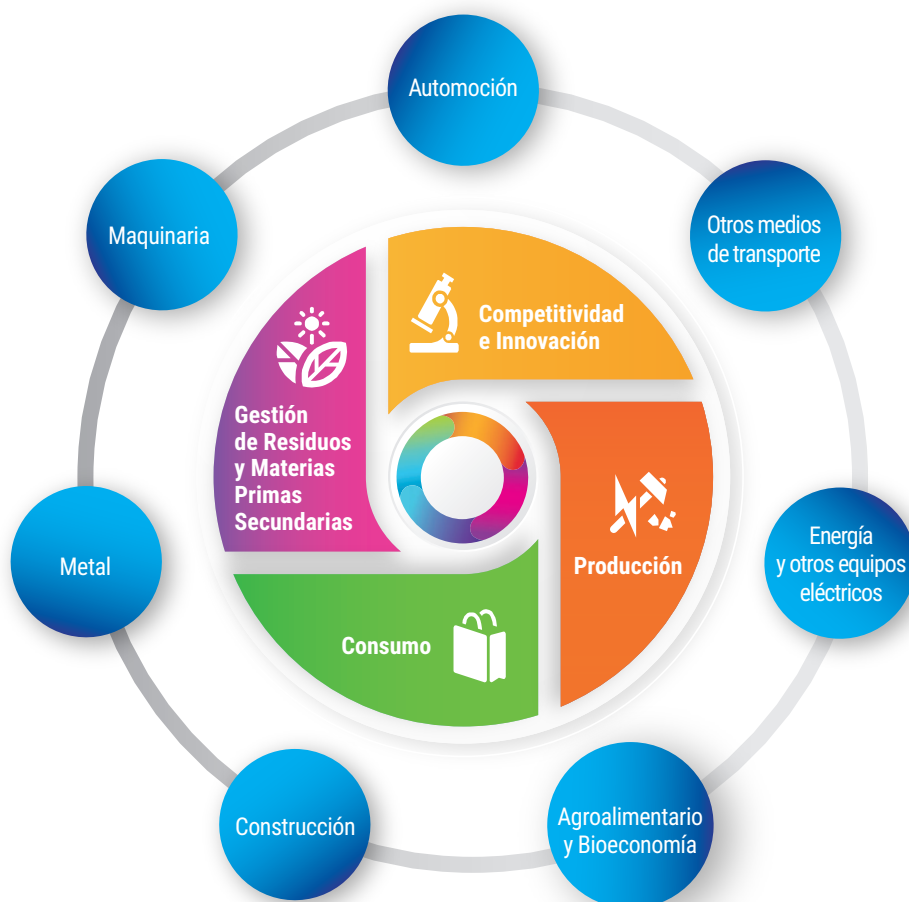 Automoción
Otros medios
de transporte
Energía
y otros equipos
eléctricos
Agroalimentario
y Bioeconomía
Construcción
Metal
Maquinaria
Competitividad
e Innovación
Producción
Consumo
Gestión
de Residuos
y Materias
Primas
Secundarias